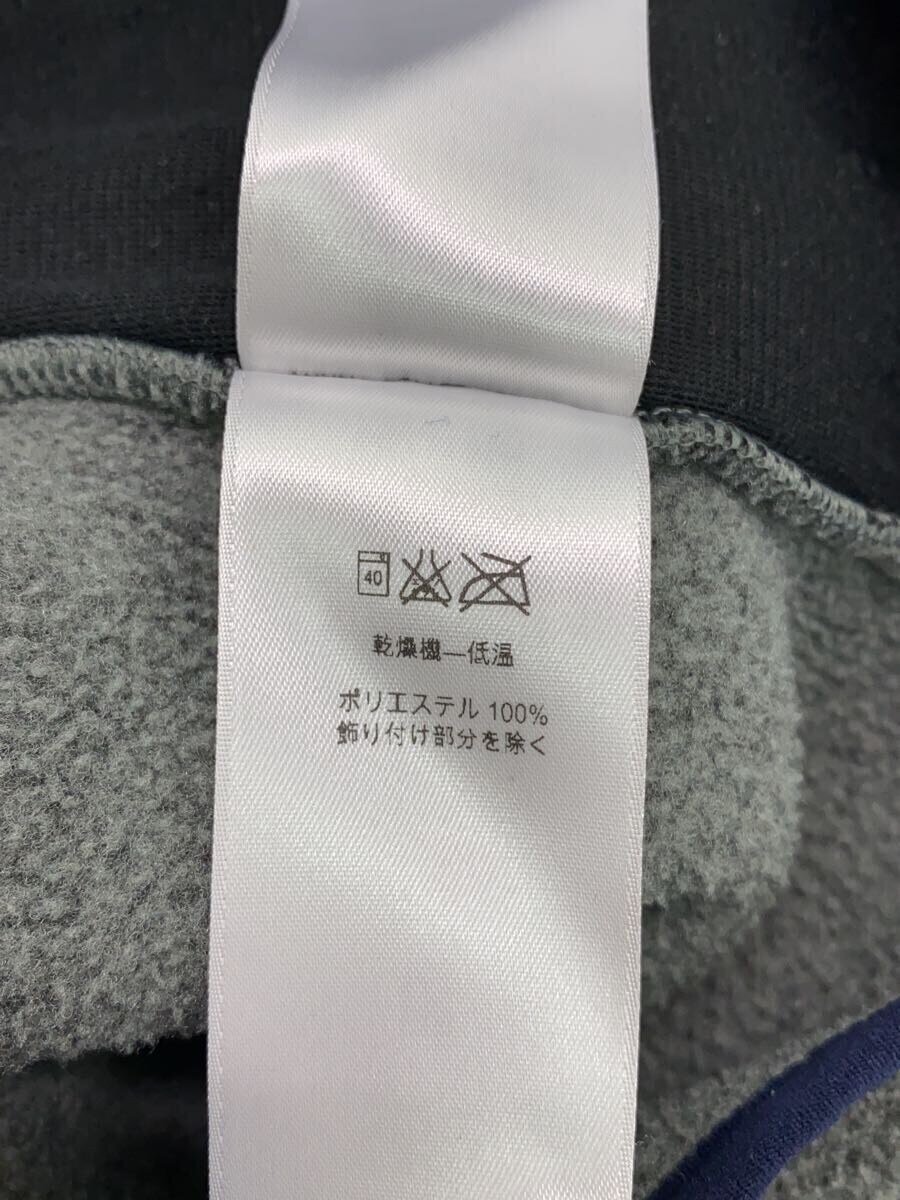 40
乾燥機—低温
ポリエステル 100%
飾り付け部分を除く